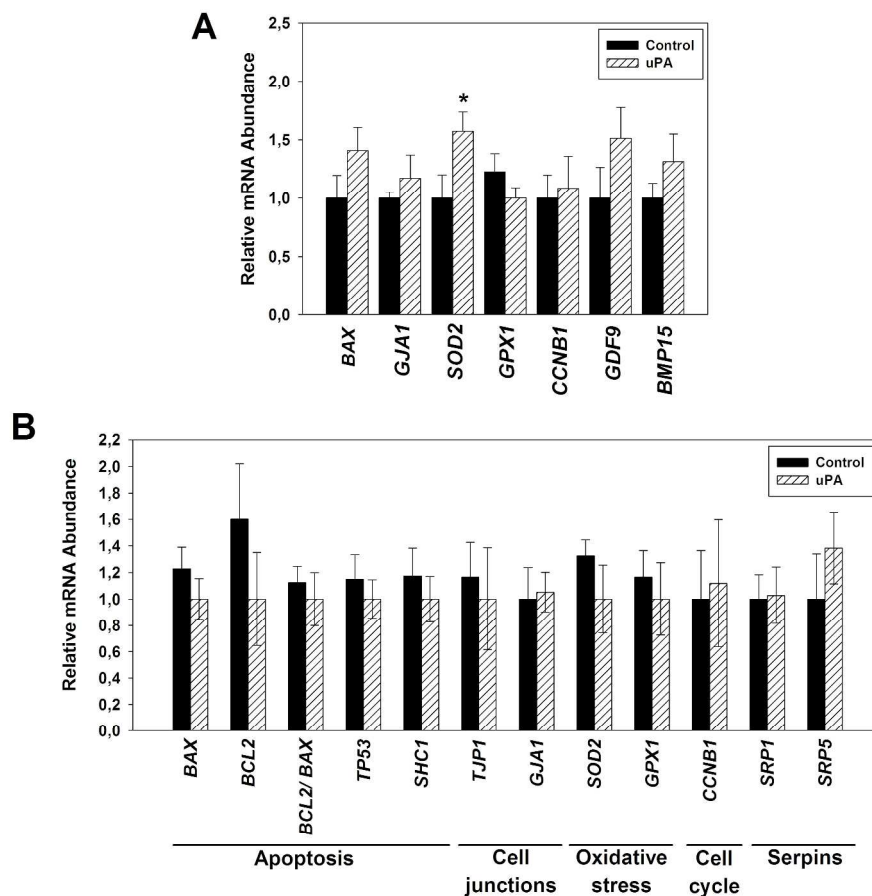 A
2,5
2,0
1,5
1,0
0,5
0,0
Relative mRNA Abundance
Control
uPA
*
BAX
GJA1
SOD2
GPX1
CCNB1
GDF9
BMP15
B
2,2
2,0
1,8
1,6
1,4
1,2
1,0
0,8
0,6
0,4
0,2
0,0
Relative mRNA Abundance
Control
uPA
BAX
BCL2
BCL2/ BAX
TP53
SHC1
TJP1
GJA1
SOD2
GPX1
CCNB1
SRP1
SRP5
Apoptosis
Cell
junctions
Oxidative
stress
Cell
cycle
Serpins